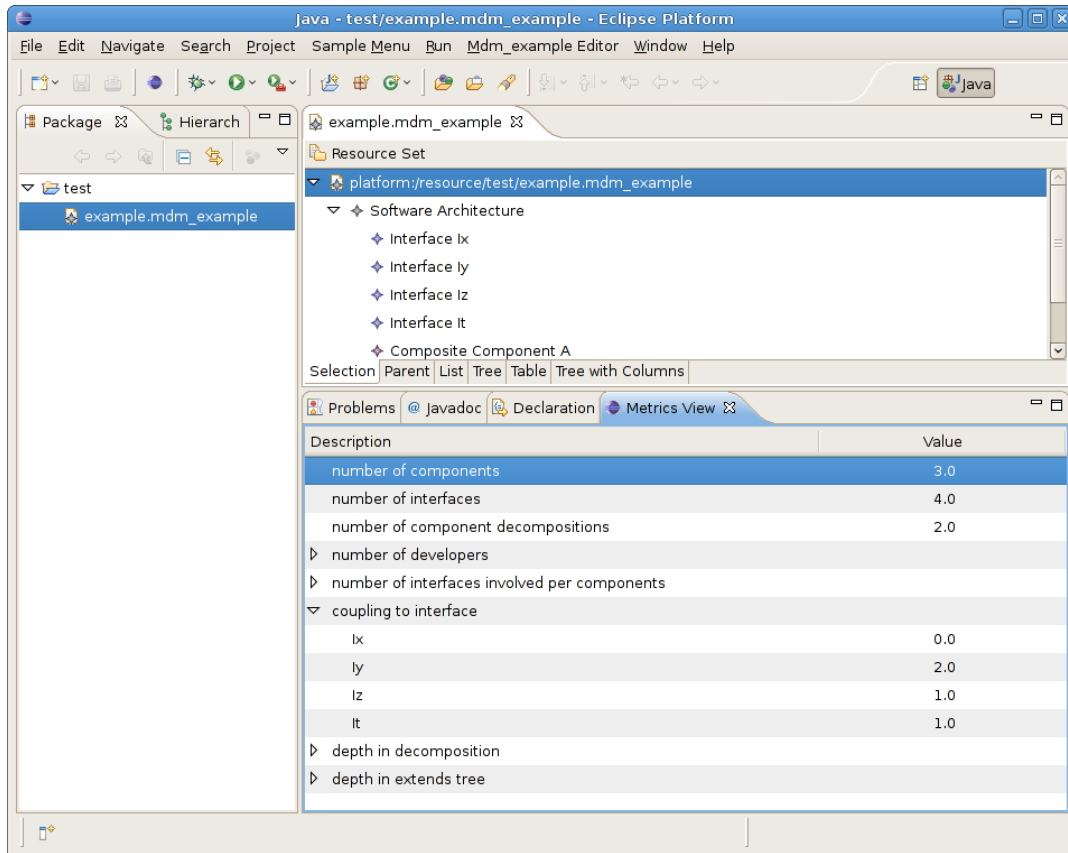 Java - test/example.mdm_example - Eclipse Platform
File Edit Navigate Search Project Sample Menu Run Mdm_example Editor Window Help
Java
Package Hierarch
test
example.mdm_example
example.mdm_example
Resource Set
platform:/resource/test/example.mdm_example
Software Architecture
Interface Ix
Interface Iy
Interface Iz
Interface It
Composite Component A
Selection Parent List Tree Table Tree with Columns
Problems @ Javadoc Declaration Metrics View
Description Value
number of components 3.0
number of interfaces 4.0
number of component decompositions 2.0
number of developers
number of interfaces involved per components
coupling to interface
Ix 0.0
Iy 2.0
Iz 1.0
It 1.0
depth in decomposition
depth in extends tree